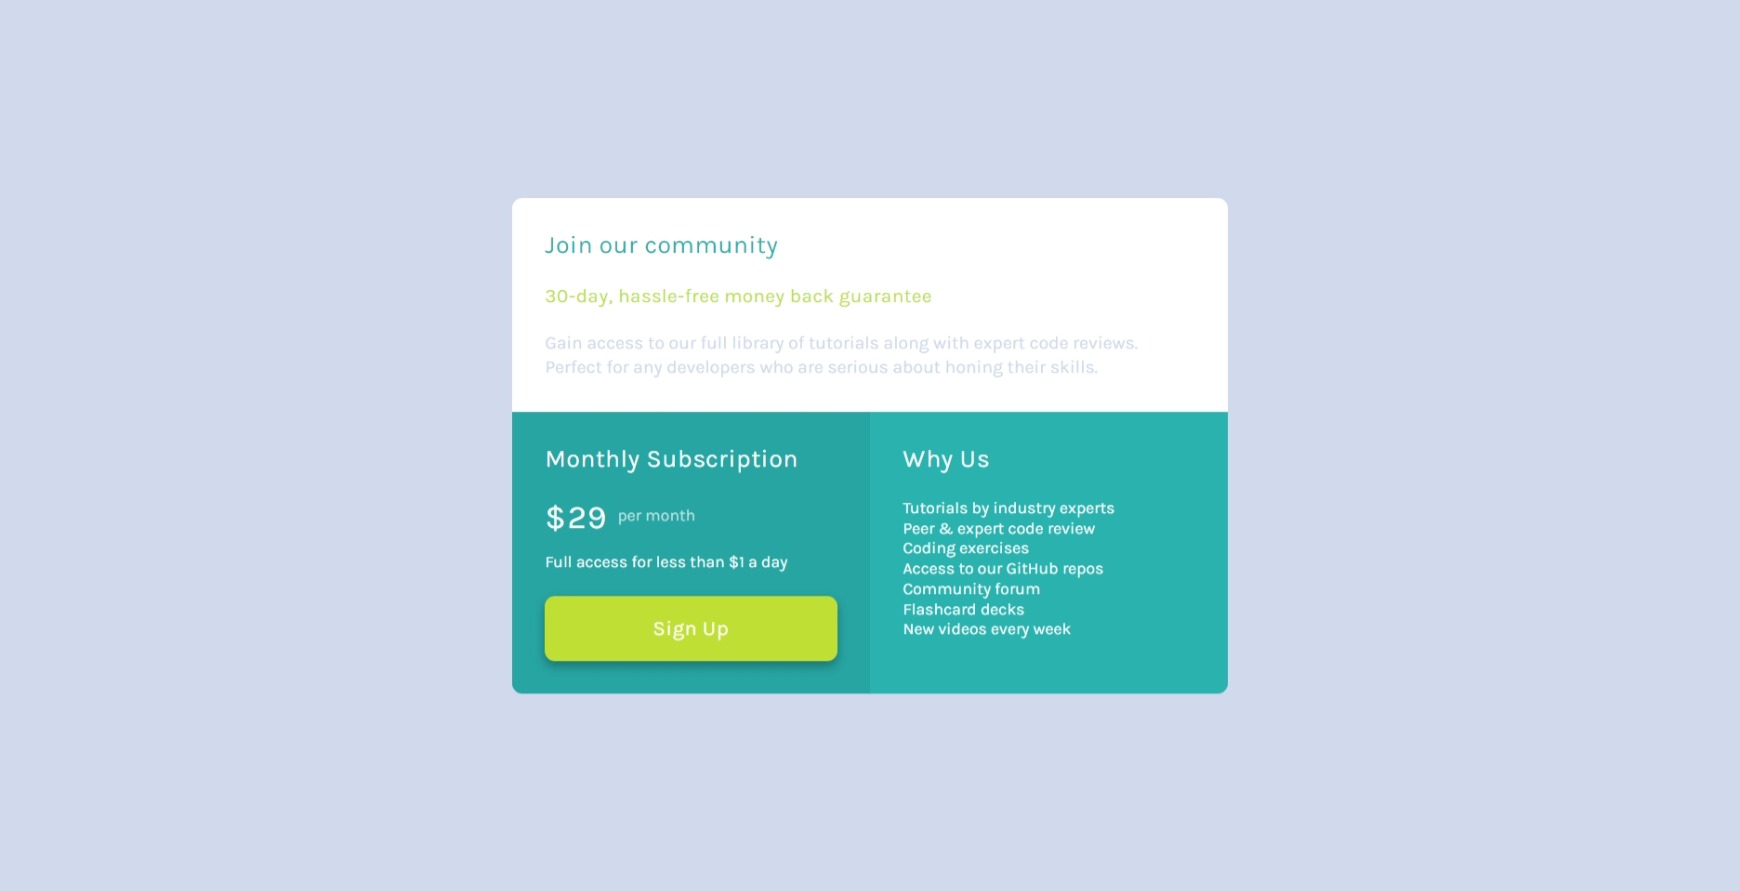 Join our community
30-day, hassle-free money back guarantee
Gain access to our full library of tutorials along with expert code reviews.
Perfect for any developers who are serious about honing their skills.
Monthly Subscription
$29 per month
Full access for less than $1 a day
Sign Up
Why Us
Tutorials by industry experts
Peer & expert code review
Coding exercises
Access to our GitHub repos
Community forum
Flashcard decks
New videos every week